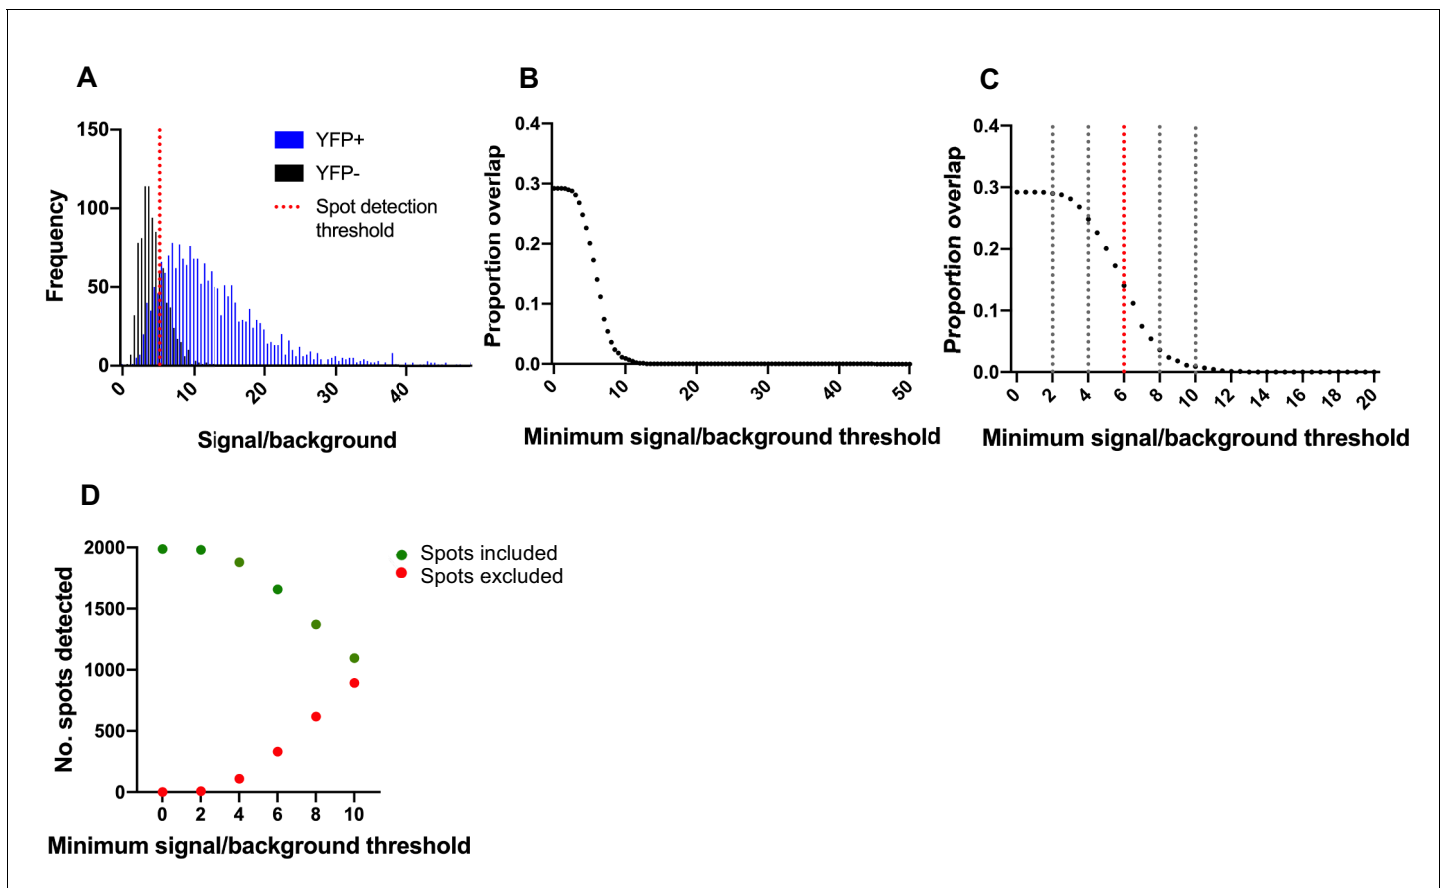 A
150
100
50
0
Frequency
0
10
20
30
40
Signal/background
YFP+
YFP-
Spot detection
threshold
B
0.4
0.3
0.2
0.1
0.0
Proportion overlap
0
10
20
30
40
50
Minimum signal/background threshold
C
0.4
0.3
0.2
0.1
0.0
Proportion overlap
0
2
4
6
8
10
12
14
16
18
20
Minimum signal/background threshold
D
2000
1500
1000
500
0
No. spots detected
0
2
4
6
8
10
Minimum signal/background threshold
Spots included
Spots excluded